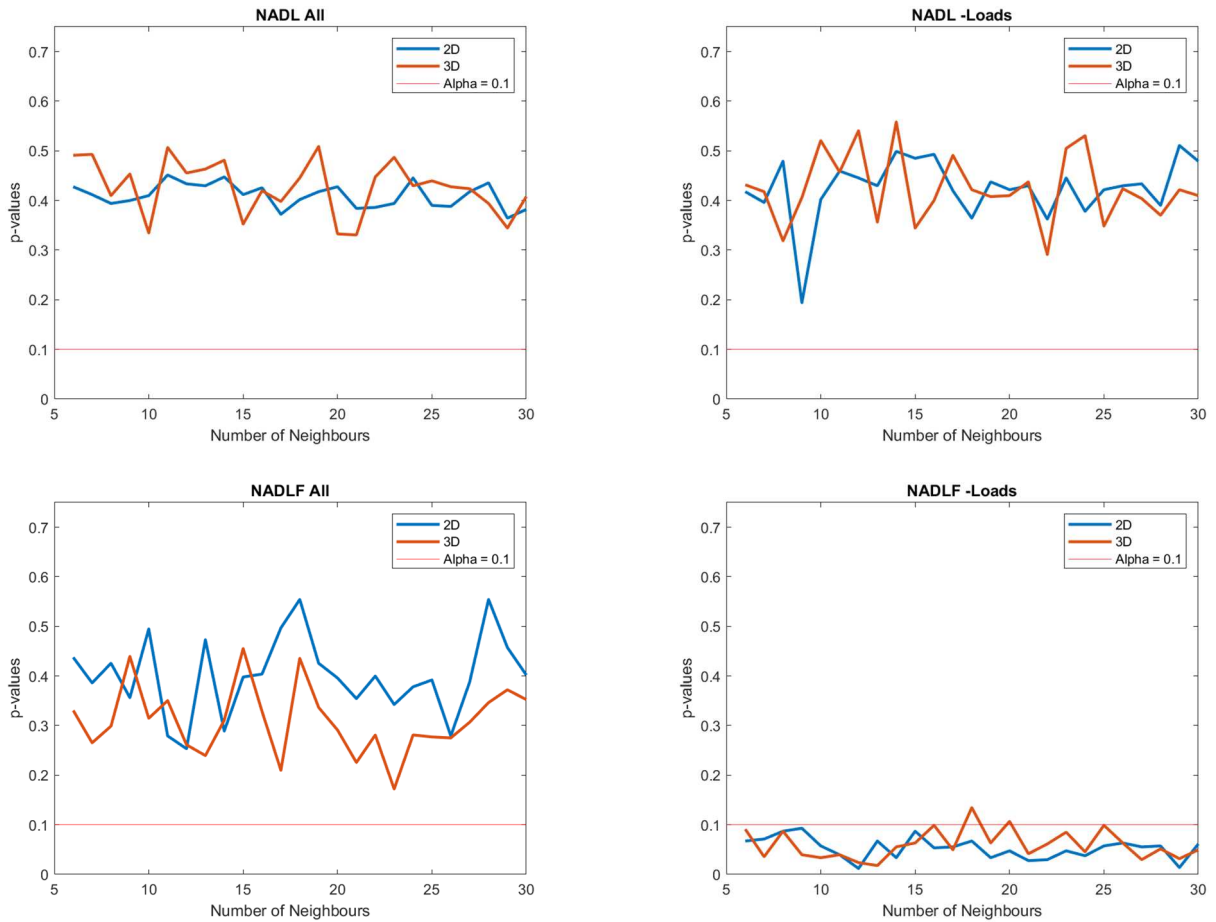 NADL All
0.7
0.6
0.5
0.4
0.3
0.2
0.1
0
p-values
2D
3D
Alpha = 0.1
5
10
15
20
25
30
Number of Neighbours
NADL -Loads
0.7
0.6
0.5
0.4
0.3
0.2
0.1
0
p-values
2D
3D
Alpha = 0.1
5
10
15
20
25
30
Number of Neighbours
NADLF All
0.7
0.6
0.5
0.4
0.3
0.2
0.1
0
p-values
2D
3D
Alpha = 0.1
5
10
15
20
25
30
Number of Neighbours
NADLF -Loads
0.7
0.6
0.5
0.4
0.3
0.2
0.1
0
p-values
2D
3D
Alpha = 0.1
5
10
15
20
25
30
Number of Neighbours